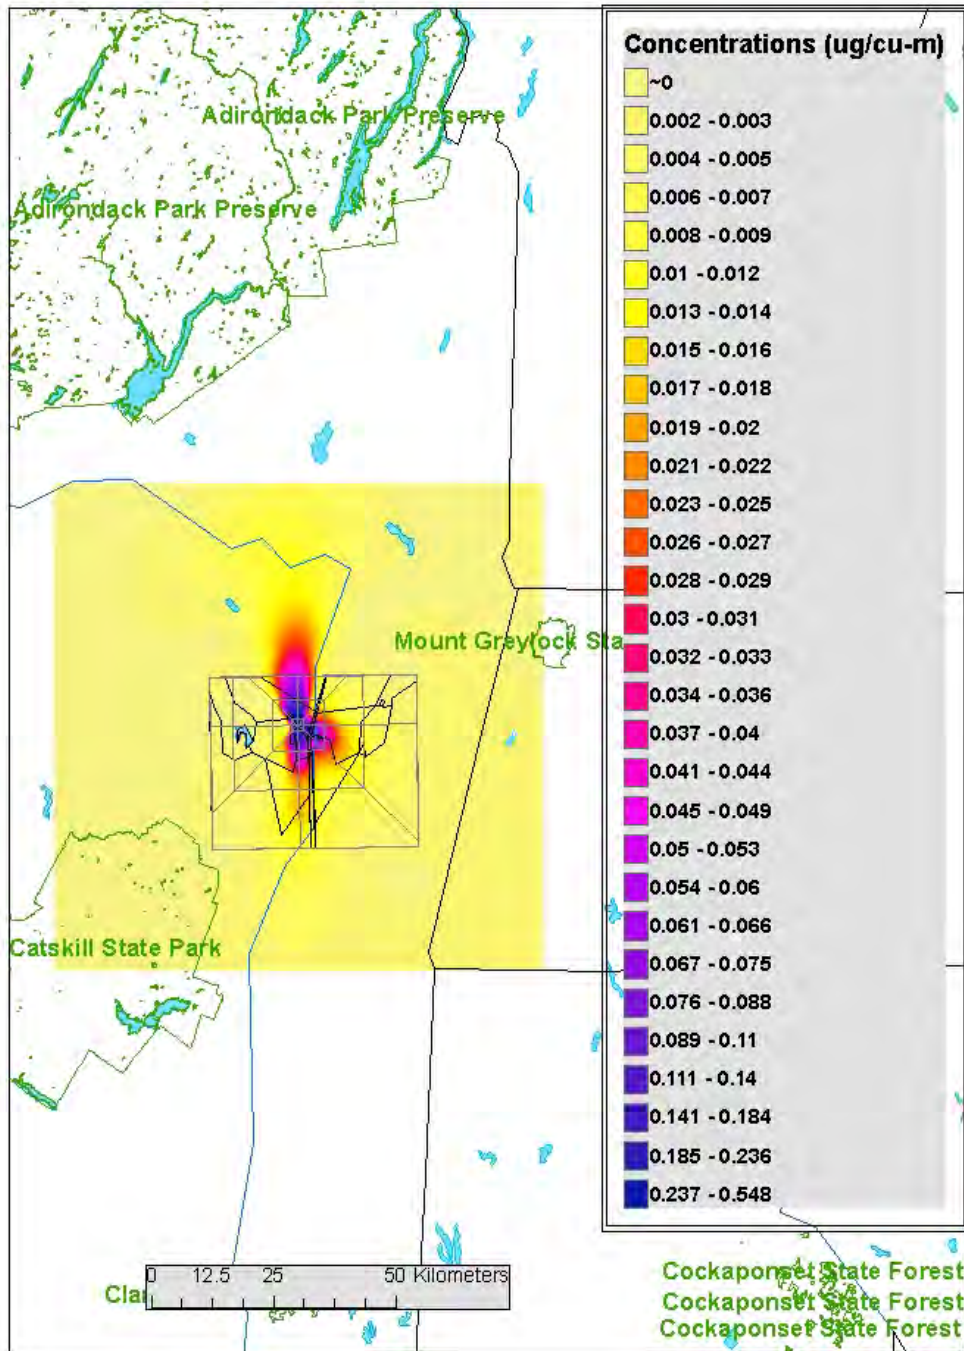 Concentrations (ug/cu-m)
~0
0.002 - 0.003
0.004 - 0.005
0.006 - 0.007
0.008 - 0.009
0.01 - 0.012
0.013 - 0.014
0.015 - 0.016
0.017 - 0.018
0.019 - 0.02
0.021 - 0.022
0.023 - 0.025
0.026 - 0.027
0.028 - 0.029
0.03 - 0.031
0.032 - 0.033
0.034 - 0.036
0.037 - 0.04
0.041 - 0.044
0.045 - 0.049
0.05 - 0.053
0.054 - 0.06
0.061 - 0.066
0.067 - 0.075
0.076 - 0.088
0.089 - 0.11
0.111 - 0.14
0.141 - 0.184
0.185 - 0.236
0.237 - 0.548
Adirondack Park Preserve
Adirondack Park Preserve
Mount Greylock Sta
Catskill State Park
0 12.5 25 50 Kilometers
Clar
Cockaponset State Forest
Cockaponset State Forest
Cockaponset State Forest